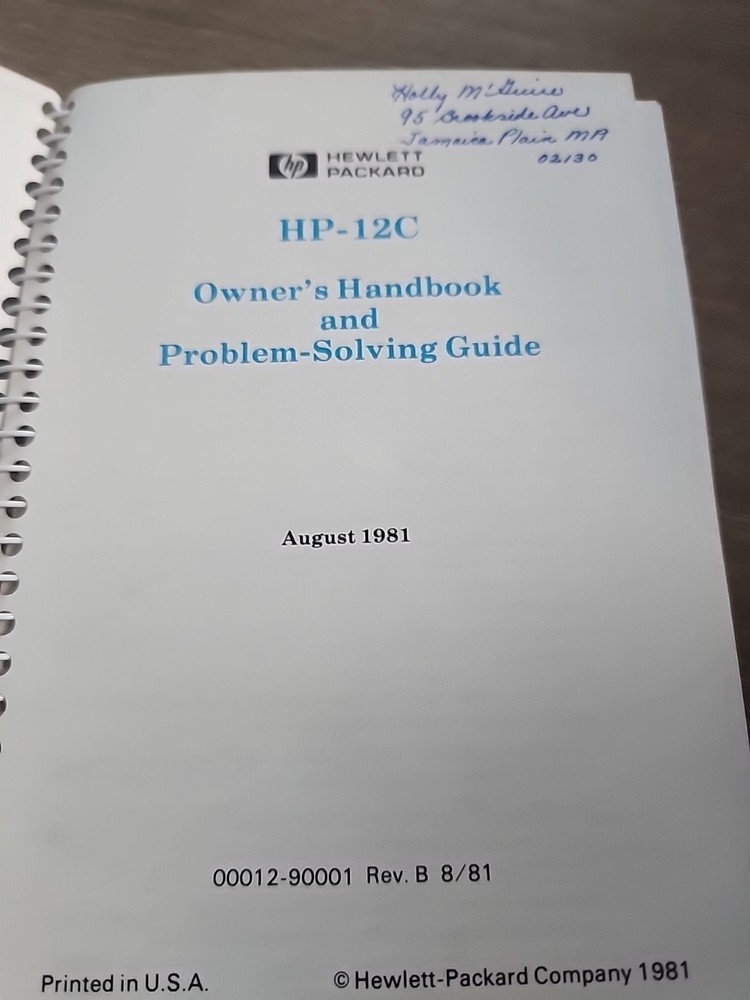 Holly McGuire
95 Brookside Ave
Jamaica Plain MA
02130
hp HEWLETT
PACKARD
HP-12C
Owner's Handbook
and
Problem-Solving Guide
August 1981
00012-90001 Rev. B 8/81
Printed in U.S.A. © Hewlett-Packard Company 1981